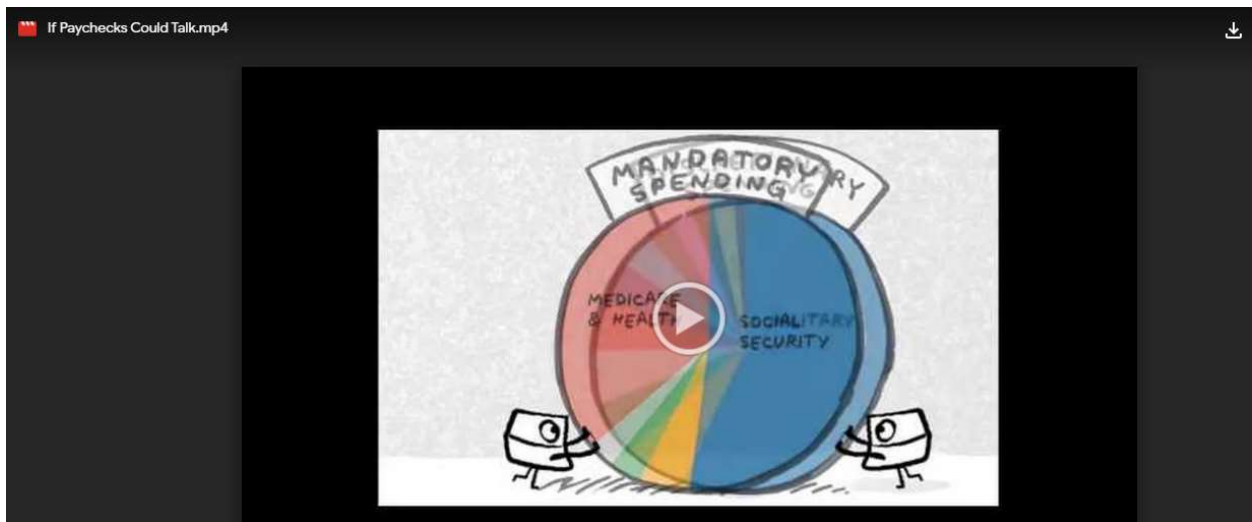 If Paychecks Could Talk.mp4
MANDATORY
SPENDING
MEDICARE
& HEALTH
SOCIAL
SECURITY